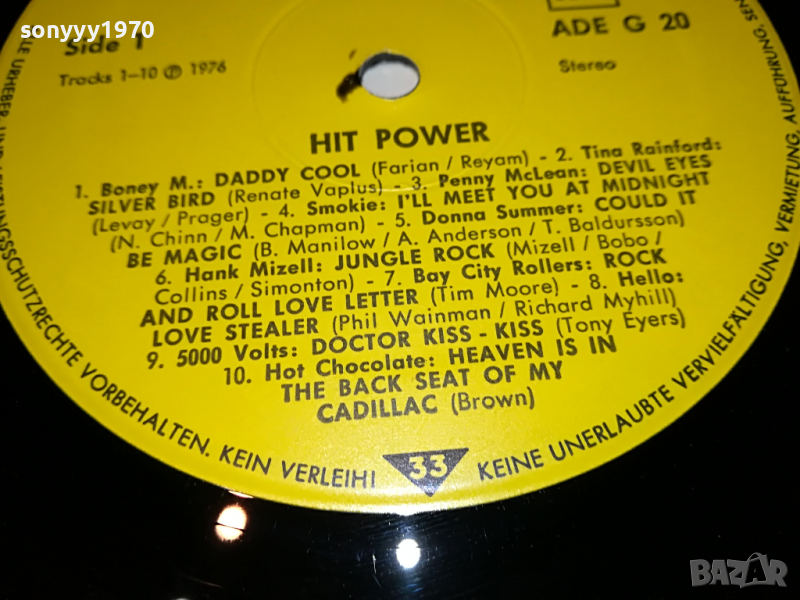 sonyyy1970
Side 1
ADE G 20
Tracks 1-10 Ⓟ 1976
Stereo
HIT POWER
1. Boney M.: DADDY COOL (Farian / Reyam) - 2. Tina Rainford:
SILVER BIRD (Renate Vaplus) - 3. Penny McLean: DEVIL EYES
(Levay / Prager) - 4. Smokie: I'LL MEET YOU AT MIDNIGHT
(N. Chinn / M. Chapman) - 5. Donna Summer: COULD IT
BE MAGIC (B. Manilow / A. Anderson / T. Baldursson)
6. Hank Mizell: JUNGLE ROCK (Mizell / Bobo /
Collins / Simonton) - 7. Bay City Rollers: ROCK
AND ROLL LOVE LETTER (Tim Moore) - 8. Hello:
LOVE STEALER (Phil Wainman / Richard Myhill)
9. 5000 Volts: DOCTOR KISS - KISS (Tony Eyers)
10. Hot Chocolate: HEAVEN IS IN
THE BACK SEAT OF MY
CADILLAC (Brown)
LE URHEBER UND LEISTUNGSSCHUTZRECHTE VORBEHALTEN. KEIN VERLEIH! KEINE UNERLAUBTE VERVIELFÄLTIGUNG, VERMIETUNG, AUFFÜHRUNG, SEN
33
BAZAR